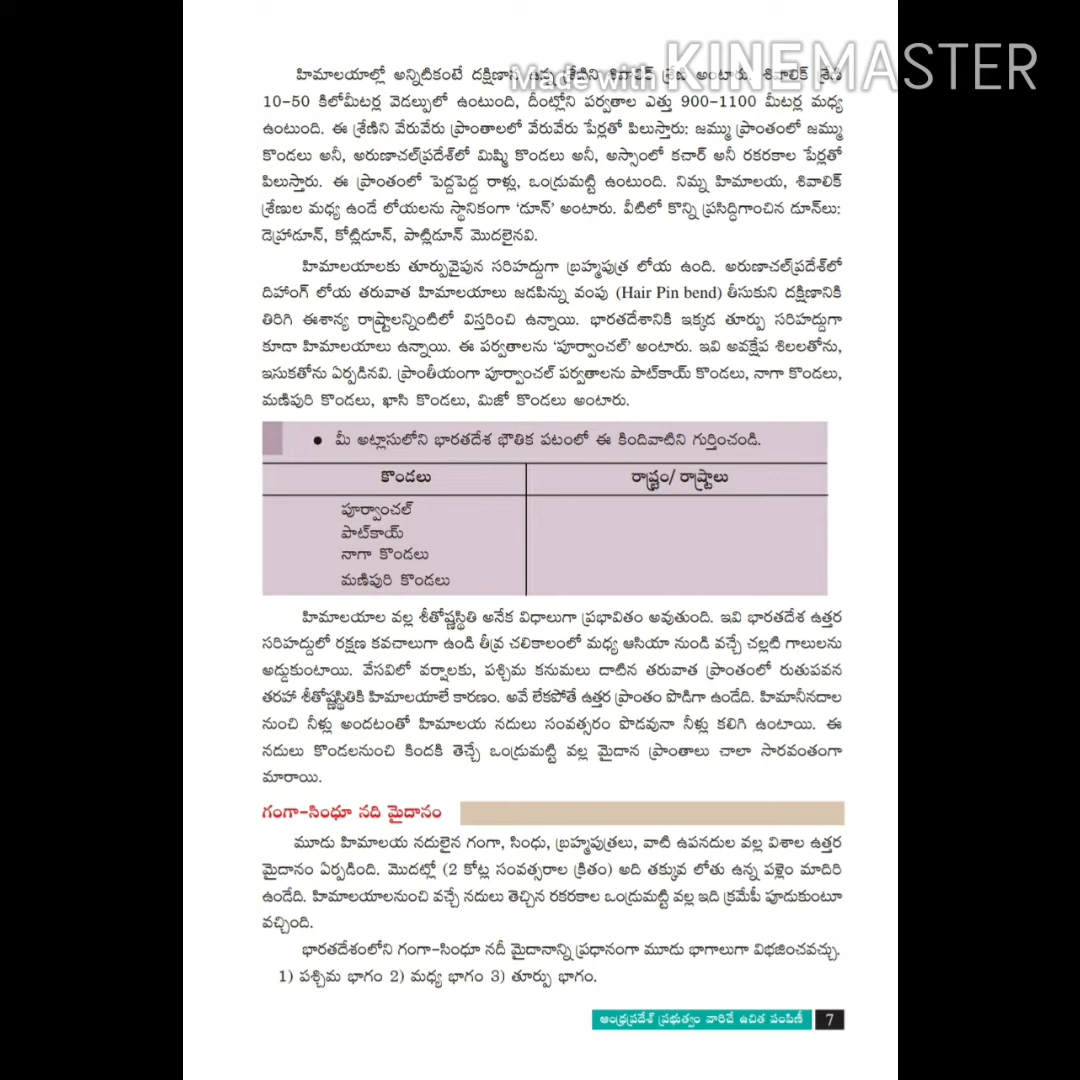 Made with KINEMASTER
హిమాలయాల్లో అన్నిటికంటే దక్షిణాన ఉన్న శ్రేణిని శివాలిక్ శ్రేణి అంటారు. శివాలిక్ శ్రేణి
10-50 కిలోమీటర్ల వెడల్పులో ఉంటుంది, దీంట్లోని పర్వతాల ఎత్తు 900-1100 మీటర్ల మధ్య
ఉంటుంది. ఈ శ్రేణిని వేరువేరు ప్రాంతాలలో వేరువేరు పేర్లతో పిలుస్తారు: జమ్ము ప్రాంతంలో జమ్ము
కొండలు అనీ, అరుణాచల్‌ప్రదేశ్‌లో మిష్మి కొండలు అనీ, అస్సాంలో కచార్ అనీ రకరకాల పేర్లతో
పిలుస్తారు. ఈ ప్రాంతంలో పెద్దపెద్ద రాళ్లు, ఒండ్రుమట్టి ఉంటుంది. నిమ్న హిమాలయ, శివాలిక్
శ్రేణుల మధ్య ఉండే లోయలను స్థానికంగా 'డూన్' అంటారు. వీటిలో కొన్ని ప్రసిద్ధిగాంచిన డూన్‌లు:
డెహ్రాడూన్, కోట్లిడూన్, పాట్లిడూన్ మొదలైనవి.
హిమాలయాలకు తూర్పువైపున సరిహద్దుగా బ్రహ్మపుత్ర లోయ ఉంది. అరుణాచల్‌ప్రదేశ్‌లో
దిహాంగ్ లోయ తరువాత హిమాలయాలు జడపిన్ను వంపు (Hair Pin bend) తీసుకుని దక్షిణానికి
తిరిగి ఈశాన్య రాష్ట్రాలన్నింటిలో విస్తరించి ఉన్నాయి. భారతదేశానికి ఇక్కడ తూర్పు సరిహద్దుగా
కూడా హిమాలయాలు ఉన్నాయి. ఈ పర్వతాలను 'పూర్వాంచల్' అంటారు. ఇవి అవక్షేప శిలలతోను,
ఇసుకతోను ఏర్పడినవి. ప్రాంతీయంగా పూర్వాంచల్ పర్వతాలను పాట్‌కాయ్ కొండలు, నాగా కొండలు,
మణిపురి కొండలు, ఖాసి కొండలు, మిజో కొండలు అంటారు.
● మీ అట్లాసులోని భారతదేశ భౌతిక పటంలో ఈ కిందివాటిని గుర్తించండి.
కొండలు రాష్ట్రం/ రాష్ట్రాలు
పూర్వాంచల్
పాట్‌కాయ్
నాగా కొండలు
మణిపురి కొండలు
హిమాలయాల వల్ల శీతోష్ణస్థితి అనేక విధాలుగా ప్రభావితం అవుతుంది. ఇవి భారతదేశ ఉత్తర
సరిహద్దులో రక్షణ కవచాలుగా ఉండి తీవ్ర చలికాలంలో మధ్య ఆసియా నుండి వచ్చే చల్లటి గాలులను
అడ్డుకుంటాయి. వేసవిలో వర్షాలకు, పశ్చిమ కనుమలు దాటిన తరువాత ప్రాంతంలో రుతుపవన
తరహా శీతోష్ణస్థితికి హిమాలయాలే కారణం. అవే లేకపోతే ఉత్తర ప్రాంతం పొడిగా ఉండేది. హిమానీనదాల
నుంచి నీళ్లు అందటంతో హిమాలయ నదులు సంవత్సరం పొడవునా నీళ్లు కలిగి ఉంటాయి. ఈ
నదులు కొండలనుంచి కిందకి తెచ్చే ఒండ్రుమట్టి వల్ల మైదాన ప్రాంతాలు చాలా సారవంతంగా
మారాయి.
గంగా-సింధూ నది మైదానం
మూడు హిమాలయ నదులైన గంగా, సింధు, బ్రహ్మపుత్రలు, వాటి ఉపనదుల వల్ల విశాల ఉత్తర
మైదానం ఏర్పడింది. మొదట్లో (2 కోట్ల సంవత్సరాల క్రితం) అది తక్కువ లోతు ఉన్న పళ్లెం మాదిరి
ఉండేది. హిమాలయాలనుంచి వచ్చే నదులు తెచ్చిన రకరకాల ఒండ్రుమట్టి వల్ల ఇది క్రమేపీ పూడుకుంటూ
వచ్చింది.
భారతదేశంలోని గంగా-సింధూ నదీ మైదానాన్ని ప్రధానంగా మూడు భాగాలుగా విభజించవచ్చు.
1) పశ్చిమ భాగం 2) మధ్య భాగం 3) తూర్పు భాగం.
ఆంధ్రప్రదేశ్ ప్రభుత్వం వారిచే ఉచిత పంపిణీ 7